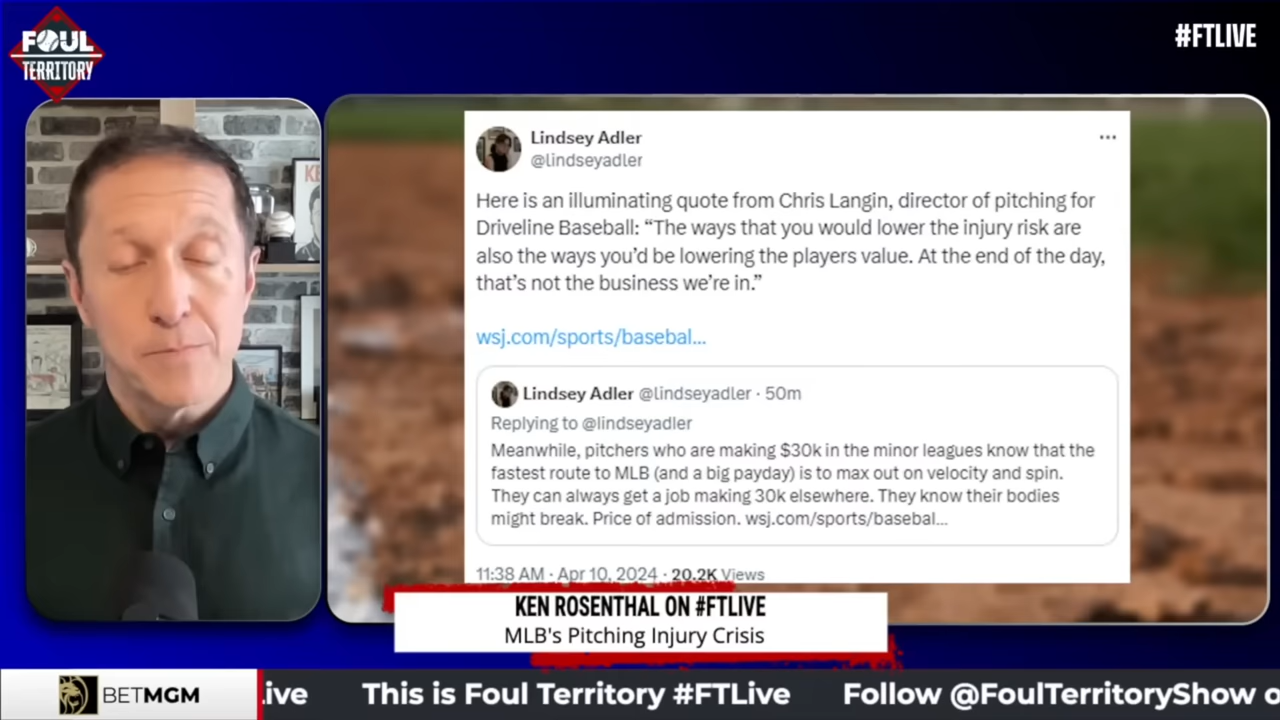 FOUL
TERRITORY
#FTLIVE
Lindsey Adler
@lindseyadler
Here is an illuminating quote from Chris Langin, director of pitching for
Driveline Baseball: “The ways that you would lower the injury risk are
also the ways you’d be lowering the players value. At the end of the day,
that’s not the business we’re in.”
wsj.com/sports/basebal...
Lindsey Adler @lindseyadler · 50m
Replying to @lindseyadler
Meanwhile, pitchers who are making $30k in the minor leagues know that the
fastest route to MLB (and a big payday) is to max out on velocity and spin.
They can always get a job making 30k elsewhere. They know their bodies
might break. Price of admission. wsj.com/sports/basebal...
11:38 AM · Apr 10, 2024 · 20.2K Views
KEN ROSENTHAL ON #FTLIVE
MLB's Pitching Injury Crisis
BETMGM
ive This is Foul Territory #FTLive Follow @FoulTerritoryShow